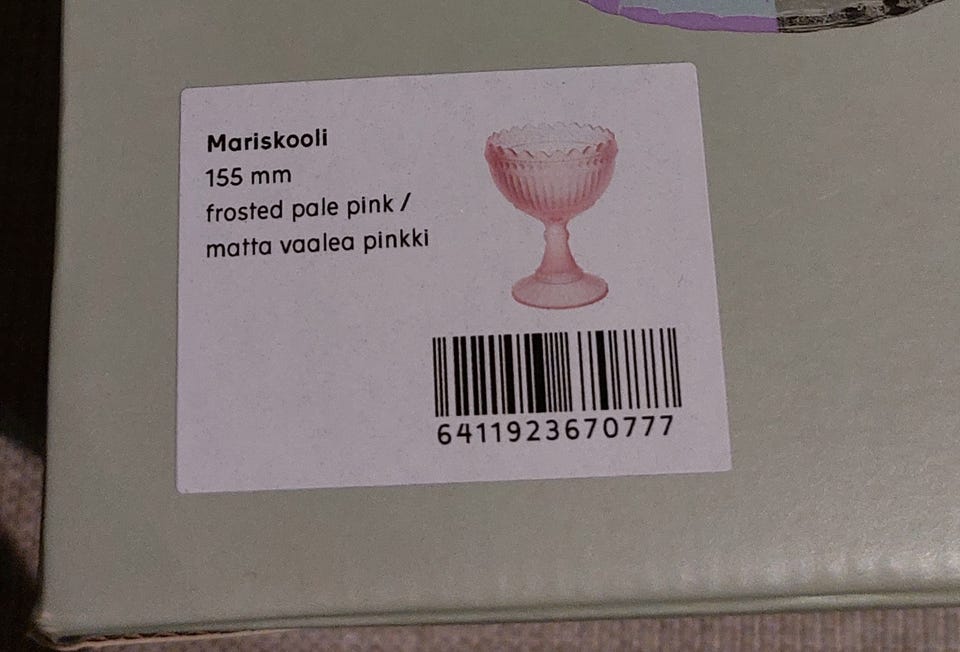 Mariskooli
155 mm
frosted pale pink /
matta vaalea pinkki
6411923670777